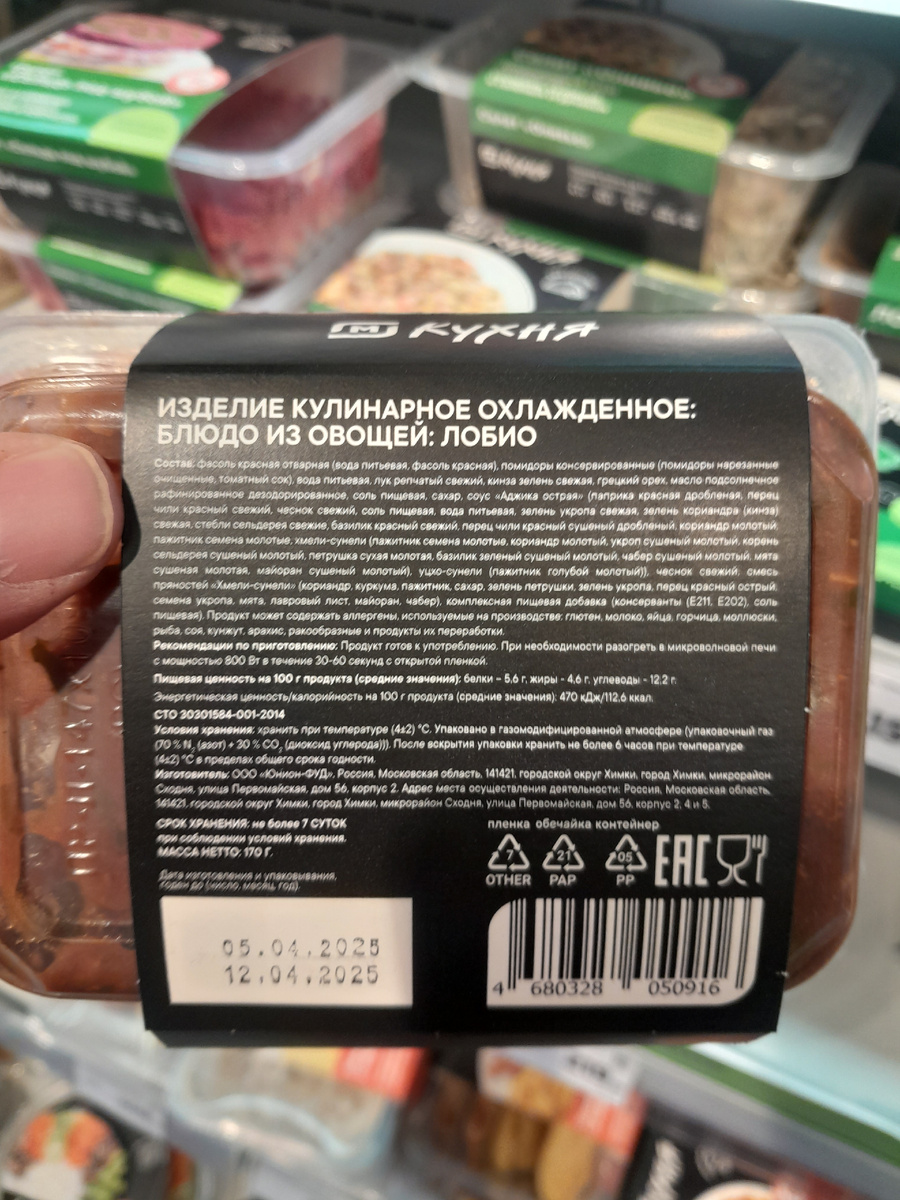 М КУХНЯ
ИЗДЕЛИЕ КУЛИНАРНОЕ ОХЛАЖДЕННОЕ:
БЛЮДО ИЗ ОВОЩЕЙ: ЛОБИО
Состав: фасоль красная отварная (вода питьевая, фасоль красная), помидоры консервированные (помидоры нарезанные
очищенные, томатный сок), вода питьевая, лук репчатый свежий, кинза зелень свежая, грецкий орех, масло подсолнечное
рафинированное дезодорированное, соль пищевая, сахар, соус «Аджика острая» (паприка красная дробленая, перец
чили красный свежий, чеснок свежий, соль пищевая, вода питьевая, зелень укропа свежая, зелень кориандра (кинза)
свежая, стебли сельдерея свежие, базилик красный свежий, перец чили красный сушеный дробленый, кориандр молотый,
пажитник семена молотые, хмели-сунели (пажитник семена молотые, кориандр молотый, укроп сушеный молотый, корень
сельдерея сушеный молотый, петрушка сухая молотая, базилик зеленый сушеный молотый, чабер сушеный молотый, мята
сушеная молотая, майоран сушеный молотый), уцхо-сунели (пажитник голубой молотый)), чеснок свежий, смесь
пряностей «Хмели-сунели» (кориандр, куркума, пажитник, сахар, зелень петрушки, зелень укропа, перец красный острый,
семена укропа, мята, лавровый лист, майоран, чабер), комплексная пищевая добавка (консерванты (Е211, Е202), соль
пищевая). Продукт может содержать аллергены, используемые на производстве: глютен, молоко, яйца, горчица, моллюски,
рыба, соя, кунжут, арахис, ракообразные и продукты их переработки.
Рекомендации по приготовлению: Продукт готов к употреблению. При необходимости разогреть в микроволновой печи
с мощностью 800 Вт в течение 30-60 секунд с открытой пленкой.
Пищевая ценность на 100 г продукта (средние значения): белки – 5,6 г, жиры - 4,6 г, углеводы - 12,2 г.
Энергетическая ценность/калорийность на 100 г продукта (средние значения): 470 кДж/112,6 ккал.
СТО 30301584-001-2014
Условия хранения: хранить при температуре (4±2) °С. Упаковано в газомодифицированной атмосфере (упаковочный газ
(70 % N2 (азот) + 30 % CO2 (диоксид углерода))). После вскрытия упаковки хранить не более 6 часов при температуре
(4±2) °С в пределах общего срока годности.
Изготовитель: ООО «Юнион-ФУД», Россия, Московская область, 141421, городской округ Химки, город Химки, микрорайон
Сходня, улица Первомайская, дом 56, корпус 2. Адрес места осуществления деятельности: Россия, Московская область,
141421, городской округ Химки, город Химки, микрорайон Сходня, улица Первомайская, дом 56, корпус 2, 4 и 5.
СРОК ХРАНЕНИЯ: не более 7 СУТОК
при соблюдении условий хранения.
МАССА НЕТТО: 170 Г.
Дата изготовления и упаковывания,
годен до (число, месяц, год).
пленка обечайка контейнер
7 21 05 EAC
OTHER PAP PP
05.04.2025
12.04.2025
4 680328 050916